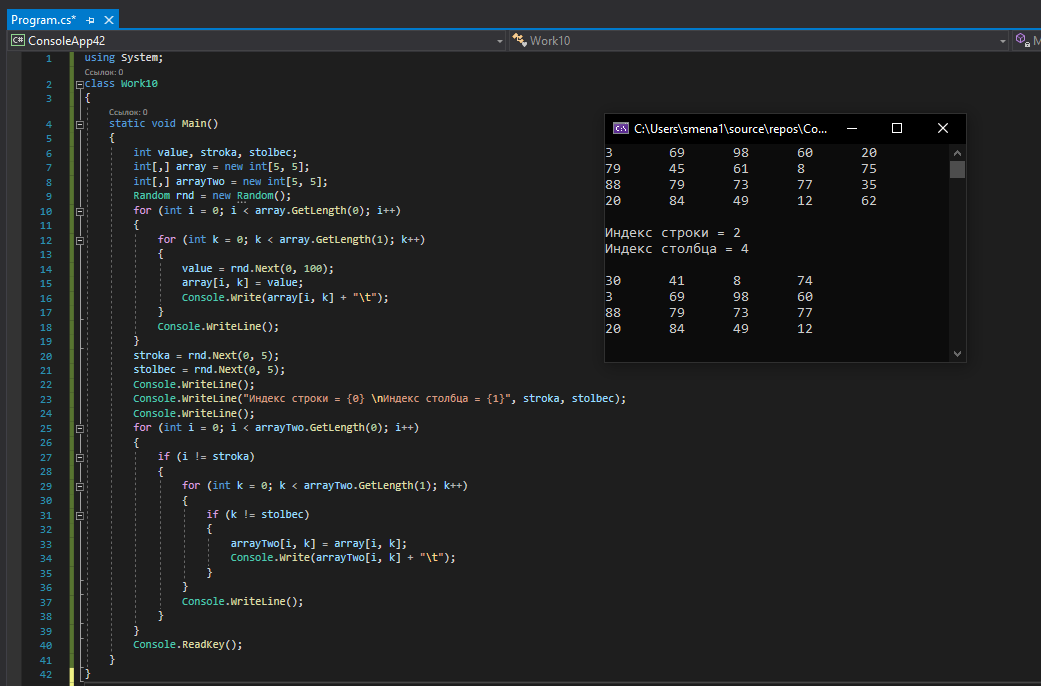 Program.cs*
C# ConsoleApp42
Work10
1 using System;
Ссылок: 0
2 class Work10
3 {
Ссылок: 0
4 static void Main()
5 {
6 int value, stroka, stolbec;
7 int[,] array = new int[5, 5];
8 int[,] arrayTwo = new int[5, 5];
9 Random rnd = new Random();
10 for (int i = 0; i < array.GetLength(0); i++)
11 {
12 for (int k = 0; k < array.GetLength(1); k++)
13 {
14 value = rnd.Next(0, 100);
15 array[i, k] = value;
16 Console.Write(array[i, k] + "\t");
17 }
18 Console.WriteLine();
19 }
20 stroka = rnd.Next(0, 5);
21 stolbec = rnd.Next(0, 5);
22 Console.WriteLine();
23 Console.WriteLine("Индекс строки = {0} \nИндекс столбца = {1}", stroka, stolbec);
24 Console.WriteLine();
25 for (int i = 0; i < arrayTwo.GetLength(0); i++)
26 {
27 if (i != stroka)
28 {
29 for (int k = 0; k < arrayTwo.GetLength(1); k++)
30 {
31 if (k != stolbec)
32 {
33 arrayTwo[i, k] = array[i, k];
34 Console.Write(arrayTwo[i, k] + "\t");
35 }
36 }
37 Console.WriteLine();
38 }
39 }
40 Console.ReadKey();
41 }
42 }
C:\Users\smena1\source\repos\Co...
3 69 98 60 20
79 45 61 8 75
88 79 73 77 35
20 84 49 12 62
Индекс строки = 2
Индекс столбца = 4
30 41 8 74
3 69 98 60
88 79 73 77
20 84 49 12